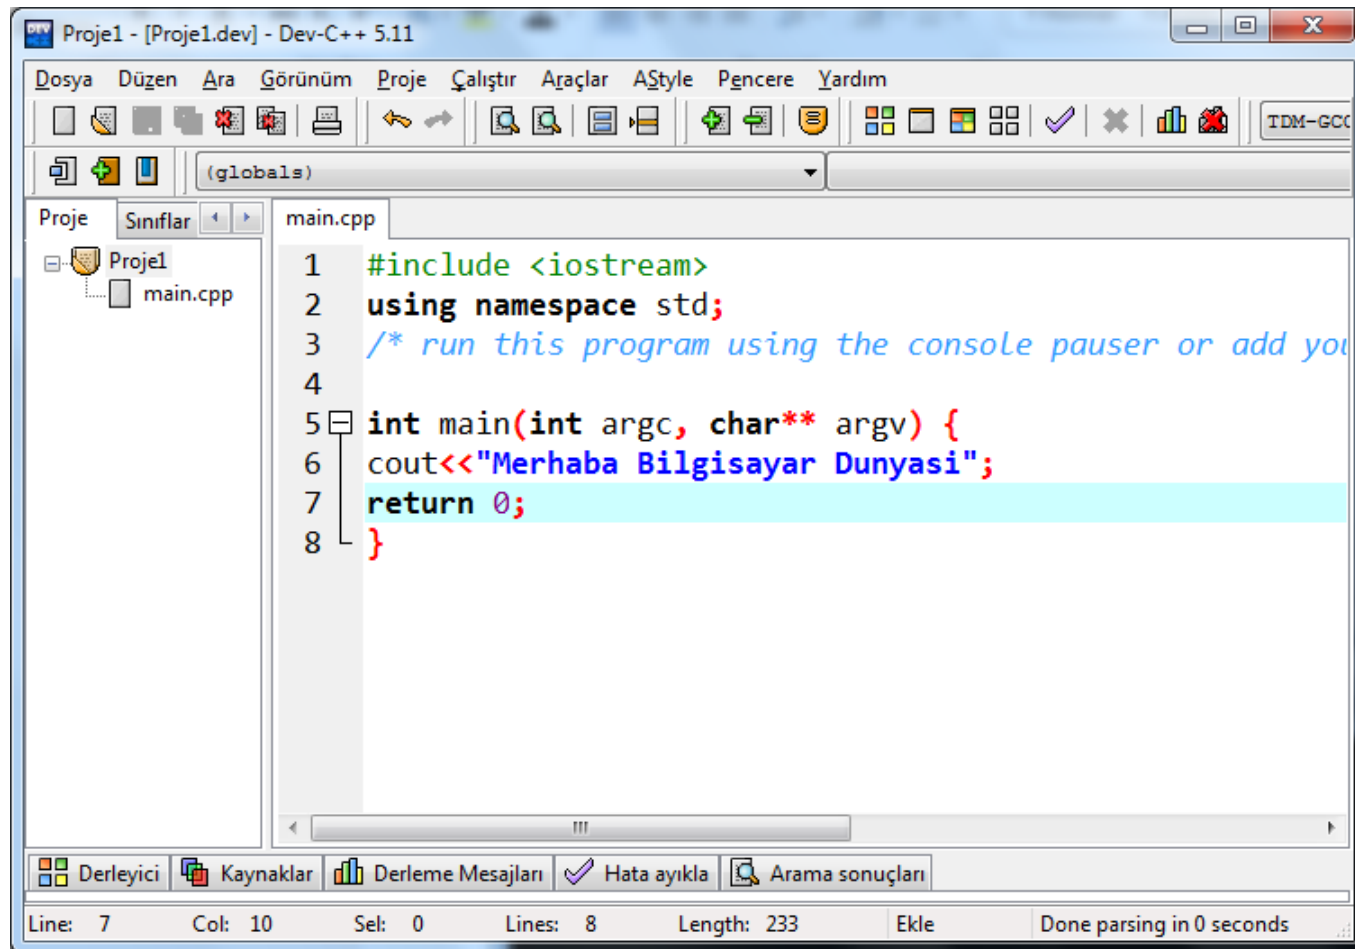 Proje1 - [Proje1.dev] - Dev-C++ 5.11
Dosya Düzen Ara Görünüm Proje Çalıştır Araçlar AStyle Pencere Yardım
TDM-GCC
(globals)
Proje Sınıflar main.cpp
Proje1
main.cpp
1 #include <iostream>
2 using namespace std;
3 /* run this program using the console pauser or add you
4
5 int main(int argc, char** argv) {
6 cout<<"Merhaba Bilgisayar Dunyasi";
7 return 0;
8 }
Derleyici Kaynaklar Derleme Mesajları Hata ayıkla Arama sonuçları
Line: 7 Col: 10 Sel: 0 Lines: 8 Length: 233 Ekle Done parsing in 0 seconds